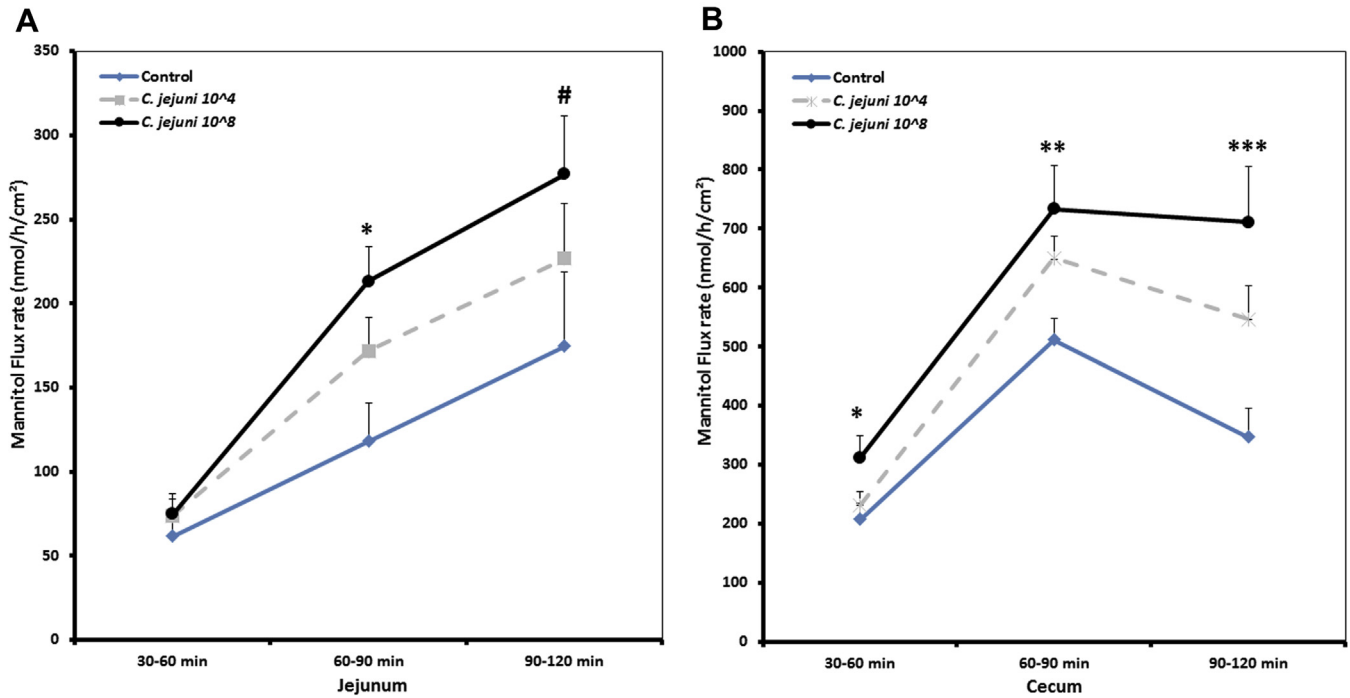 A
350
300
250
200
150
100
50
0
Mannitol Flux rate (nmol/h/cm²)
Control
C. jejuni 10^4
C. jejuni 10^8
*
#
30-60 min
60-90 min
90-120 min
Jejunum
B
1000
900
800
700
600
500
400
300
200
100
0
Mannitol Flux rate (nmol/h/cm²)
Control
C. jejuni 10^4
C. jejuni 10^8
*
**
***
30-60 min
60-90 min
90-120 min
Cecum